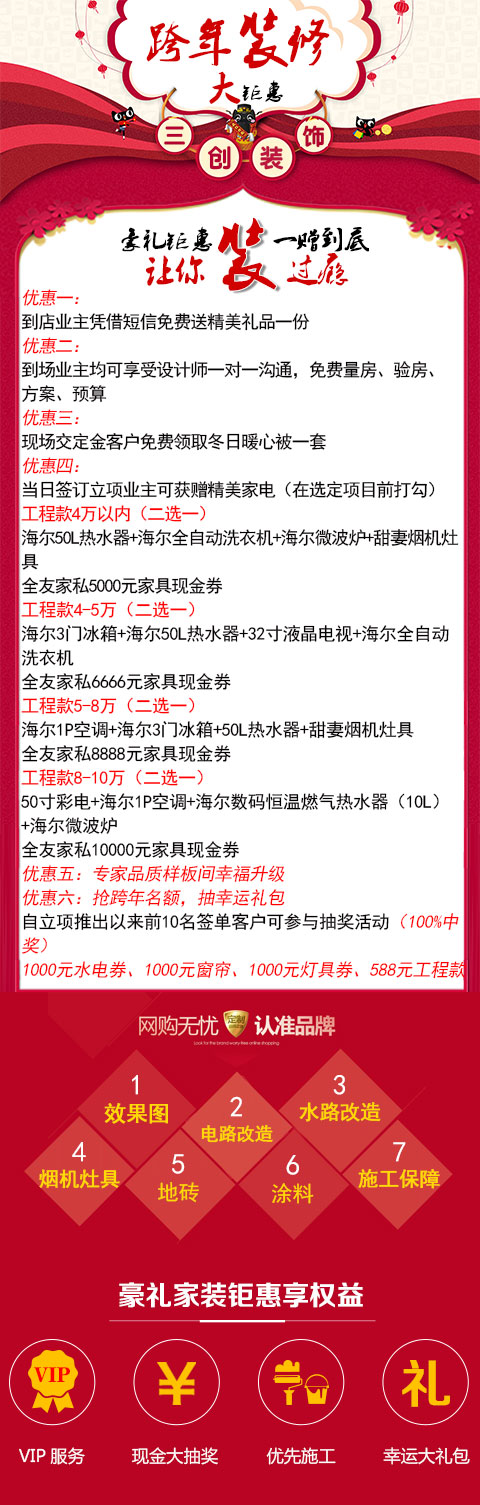 跨年装修
大钜惠
三创装饰
豪礼钜惠 装 一赠到底
让你 过瘾
优惠一：
到店业主凭借短信免费送精美礼品一份
优惠二：
到场业主均可享受设计师一对一沟通，免费量房、验房、
方案、预算
优惠三：
现场交定金客户免费领取冬日暖心被一套
优惠四：
当日签订立项业主可获赠精美家电（在选定项目前打勾）
工程款4万以内（二选一）
海尔50L热水器+海尔全自动洗衣机+海尔微波炉+甜妻烟机灶
具
全友家私5000元家具现金券
工程款4-5万（二选一）
海尔3门冰箱+海尔50L热水器+32寸液晶电视+海尔全自动
洗衣机
全友家私6666元家具现金券
工程款5-8万（二选一）
海尔1P空调+海尔3门冰箱+50L热水器+甜妻烟机灶具
全友家私8888元家具现金券
工程款8-10万（二选一）
50寸彩电+海尔1P空调+海尔数码恒温燃气热水器（10L）
+海尔微波炉
全友家私10000元家具现金券
优惠五：专家品质样板间幸福升级
优惠六：抢跨年名额，抽幸运礼包
自立项推出以来前10名签单客户可参与抽奖活动（100%中
奖）
1000元水电券、1000元窗帘、1000元灯具券、588元工程款
网购无忧 定制 认准品牌
Look for the brand worry-free online shopping
1
效果图
2
电路改造
3
水路改造
4
烟机灶具
5
地砖
6
涂料
7
施工保障
豪礼家装钜惠享权益
VIP
¥
礼
VIP 服务
现金大抽奖
优先施工
幸运大礼包